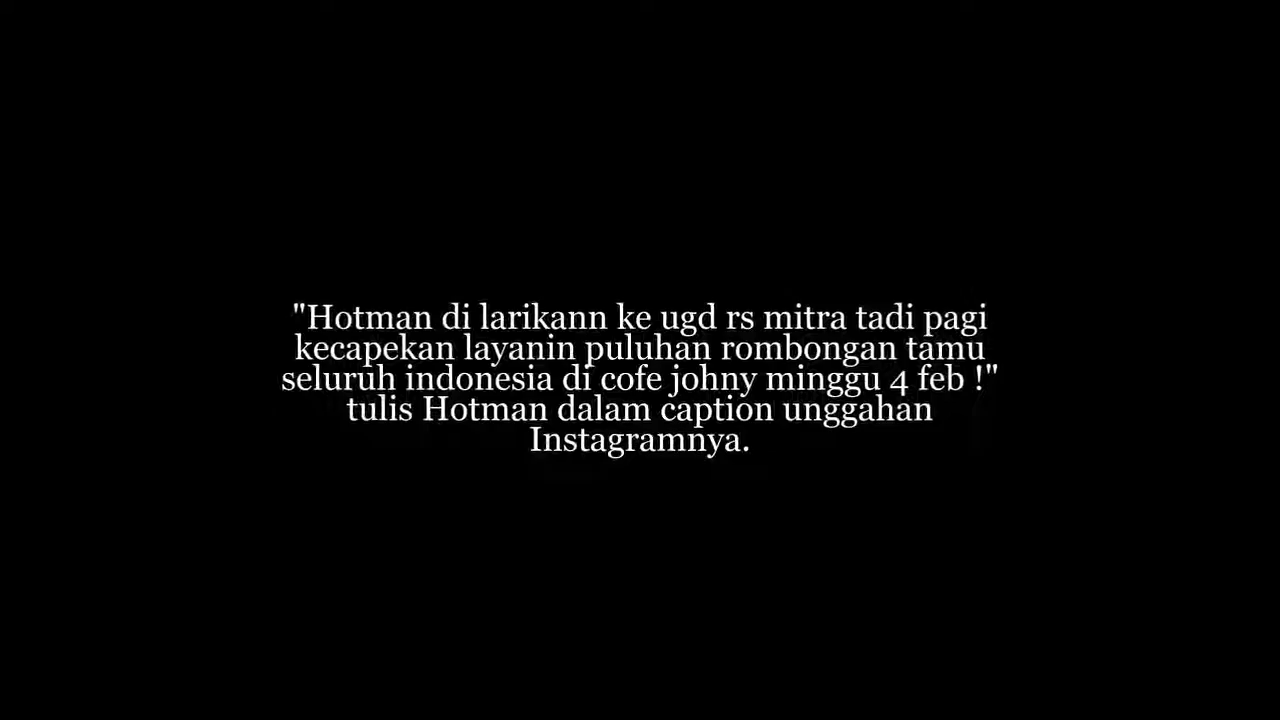 "Hotman di larikann ke ugd rs mitra tadi pagi
kecapekan layanin puluhan rombongan tamu
seluruh indonesia di cofe johny minggu 4 feb !"
tulis Hotman dalam caption unggahan
Instagramnya.